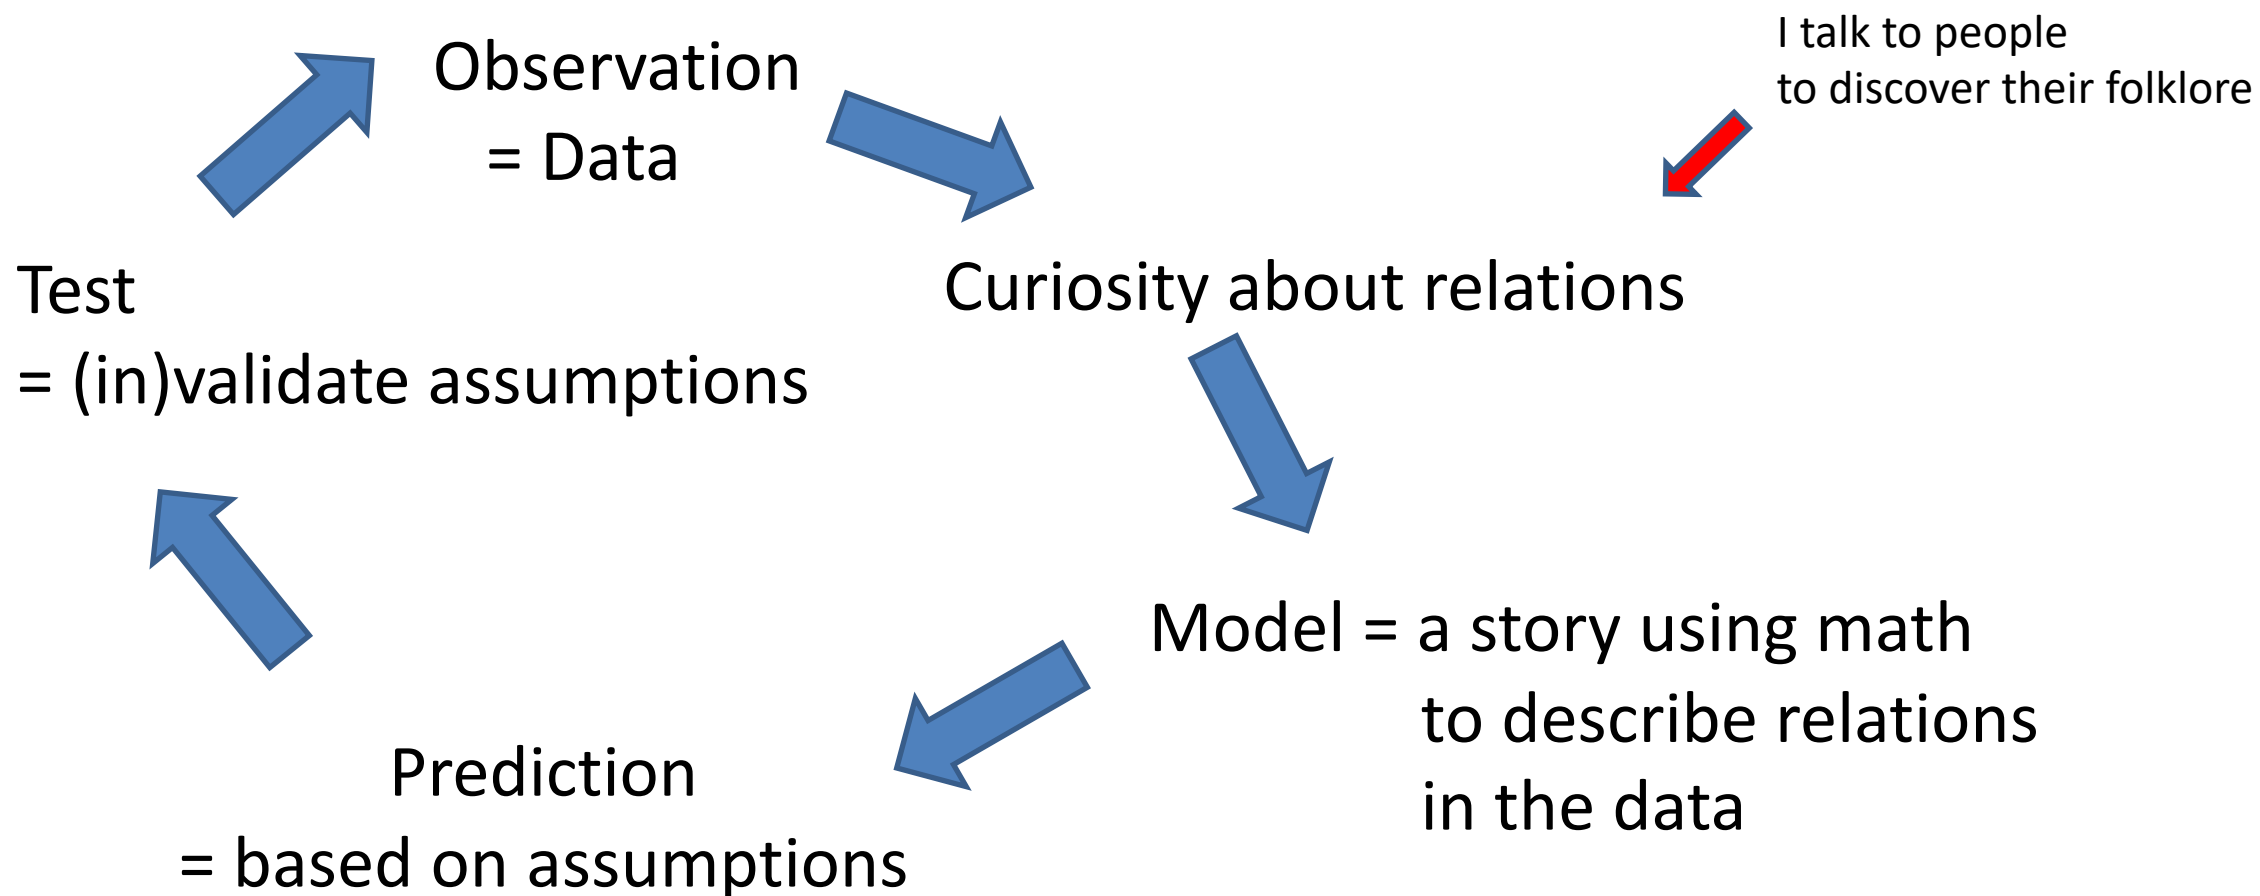 Observation
= Data
I talk to people
to discover their folklore
Curiosity about relations
Model = a story using math
to describe relations
in the data
Prediction
= based on assumptions
Test
= (in)validate assumptions